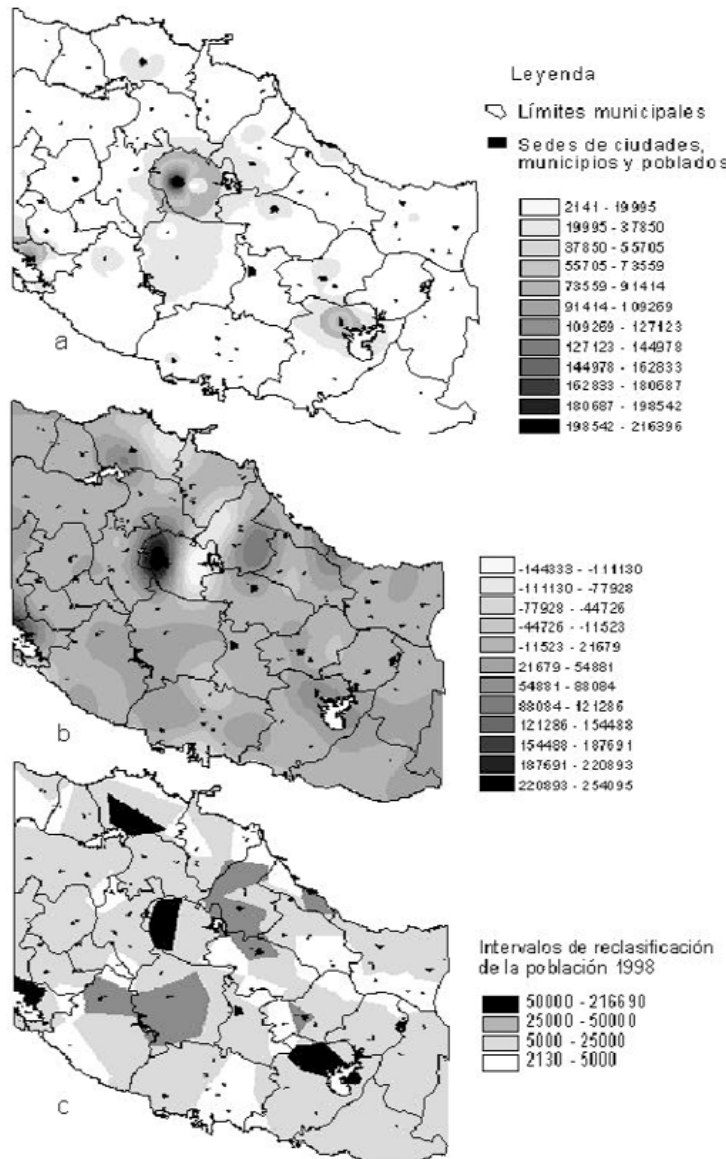 Leyenda
Límites municipales
Sedes de ciudades,
municipios y poblados
2141 - 19995
19995 - 37850
37850 - 55705
55705 - 73559
73559 - 91414
91414 - 109269
109269 - 127123
127123 - 144978
144978 - 162833
162833 - 180687
180687 - 198542
198542 - 216396
a
-144333 - -111130
-111130 - -77928
-77928 - -44726
-44726 - -11523
-11523 - 21679
21679 - 54881
54881 - 88084
88084 - 121286
121286 - 154488
154488 - 187691
187691 - 220893
220893 - 254095
b
Intervalos de reclasificación
de la población 1998
50000 - 216690
25000 - 50000
5000 - 25000
2130 - 5000
c